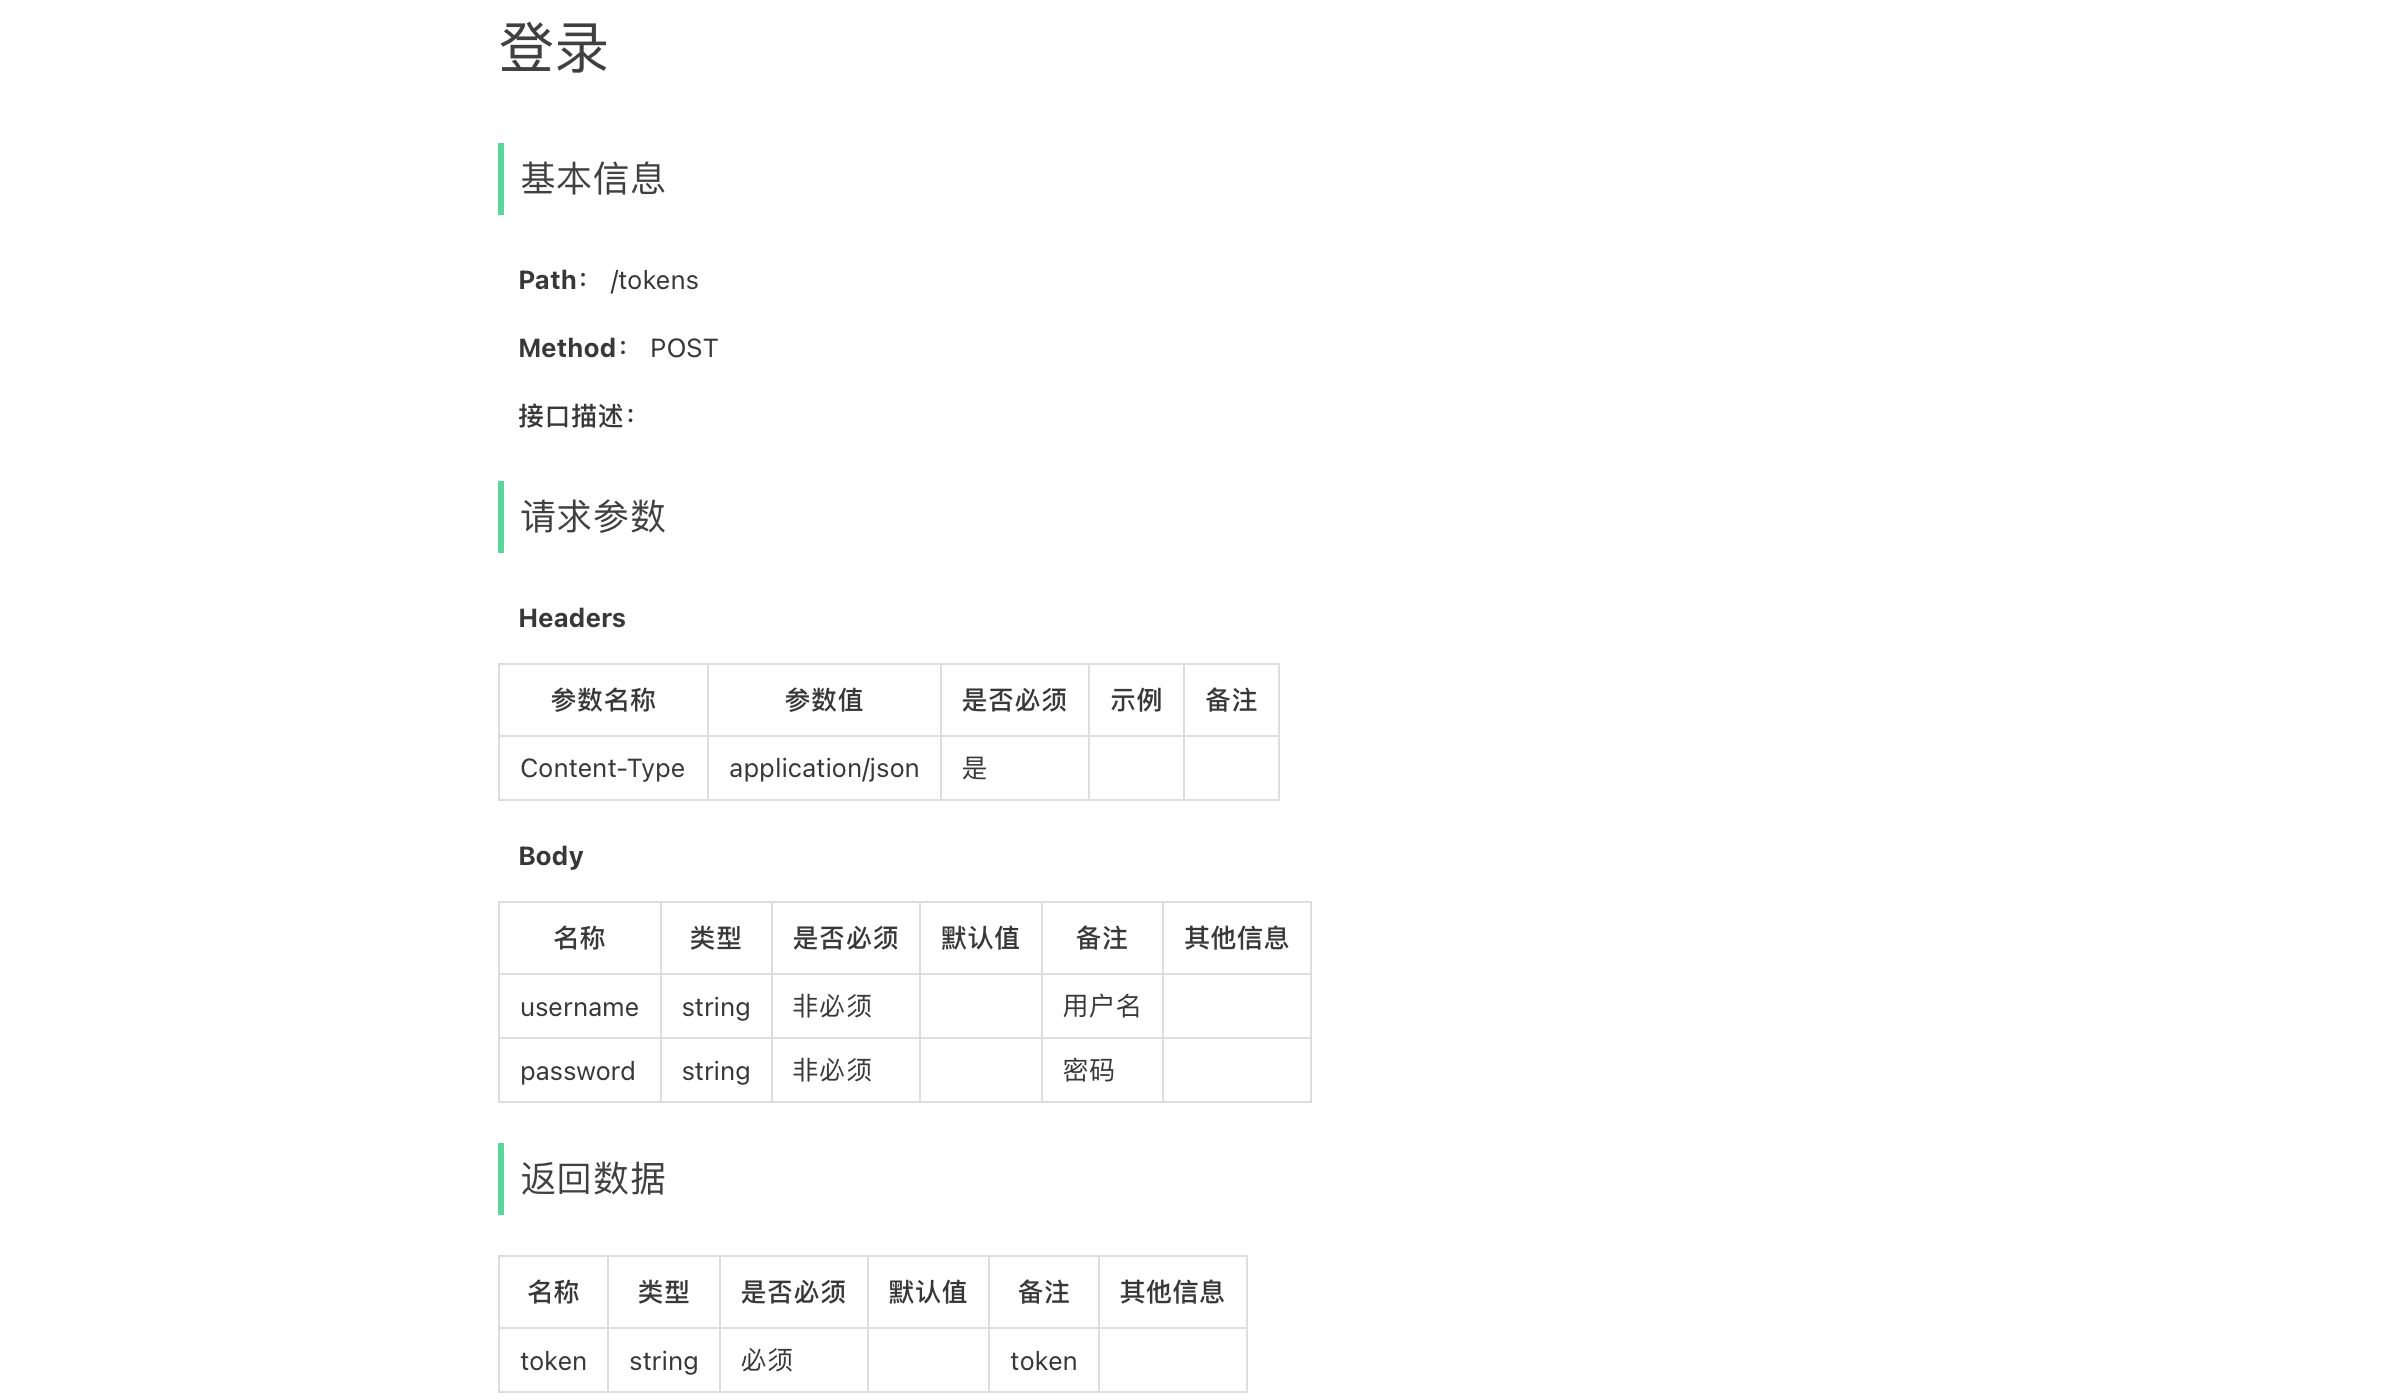 登录
基本信息
Path： /tokens
Method： POST
接口描述：
请求参数
Headers
参数名称 参数值 是否必须 示例 备注
Content-Type application/json 是
Body
名称 类型 是否必须 默认值 备注 其他信息
username string 非必须 用户名
password string 非必须 密码
返回数据
名称 类型 是否必须 默认值 备注 其他信息
token string 必须 token